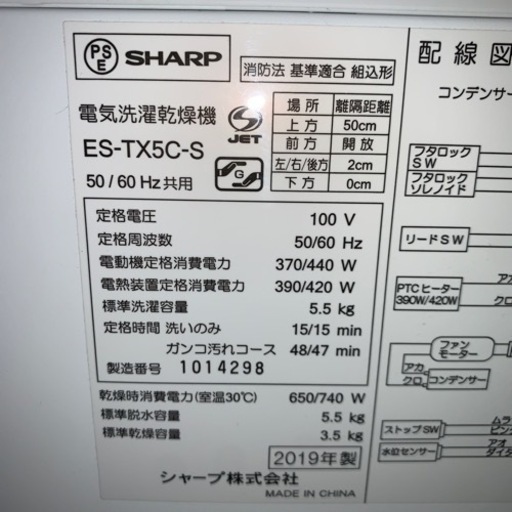 PS E
SHARP
消防法 基準適合 組込形
電気洗濯乾燥機
ES-TX5C-S
50/60 Hz共用
S JET
G
場所 離隔距離
上方 50cm
前方 開放
左/右/後方 2cm
下方 0cm
定格電圧 100 V
定格周波数 50/60 Hz
電動機定格消費電力 370/440 W
電熱装置定格消費電力 390/420 W
標準洗濯容量 5.5 kg
定格時間 洗いのみ 15/15 min
ガンコ汚れコース 48/47 min
製造番号 1014298
乾燥時消費電力(室温30℃) 650/740 W
標準脱水容量 5.5 kg
標準乾燥容量 3.5 kg
2019年製
シャープ株式会社
MADE IN CHINA
配線図
コンデンサー
フタロック
SW
フタロック
ソレノイド
リードSW
PTCヒーター
390W/420W
アカ
クロ
ファン
モーター
アカ
クロ
コンデンサー
ストップSW
ムラ
ピン
水位センサー
アオ
ダイ